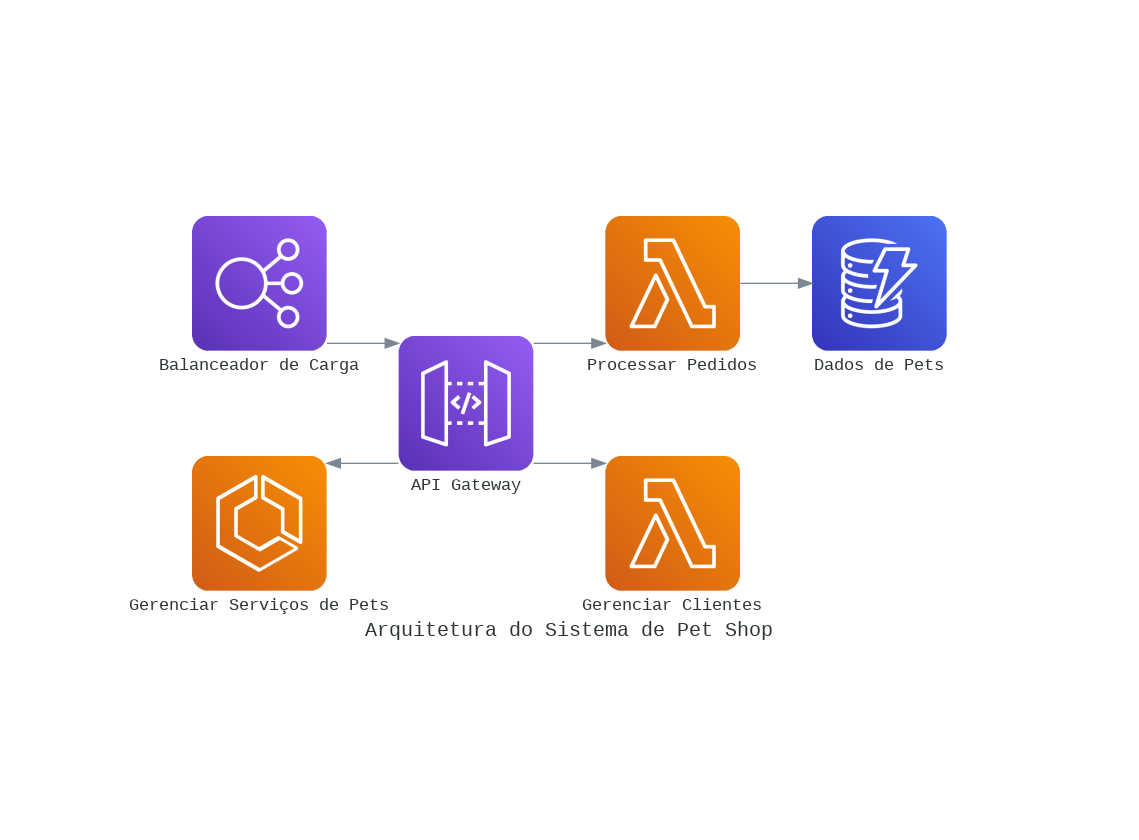 Balanceador de Carga
Processar Pedidos
Dados de Pets
</>
API Gateway
Gerenciar Serviços de Pets
Gerenciar Clientes
Arquitetura do Sistema de Pet Shop